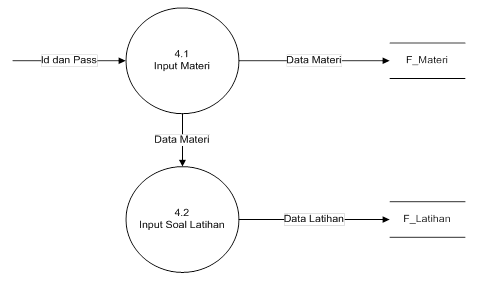 4.1
Input Materi
Id dan Pass
Data Materi
F_Materi
Data Materi
4.2
Input Soal Latihan
Data Latihan
F_Latihan